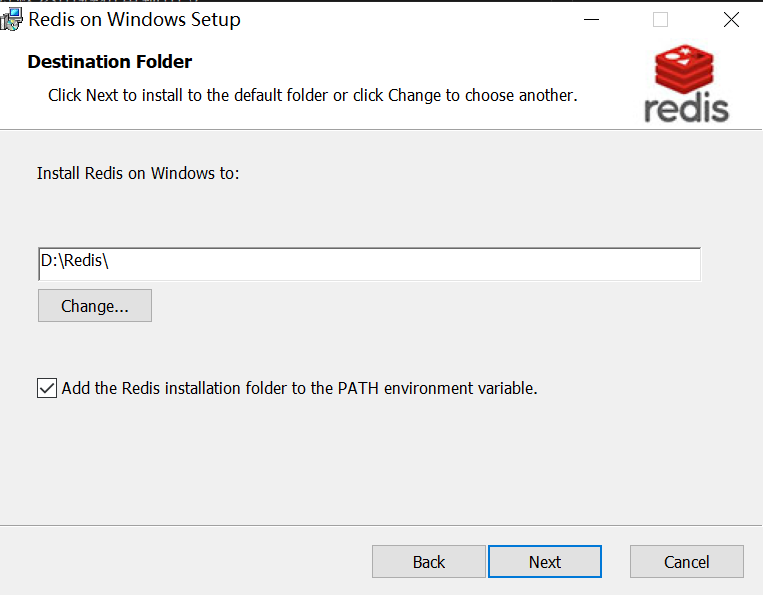 Redis on Windows Setup
Destination Folder
Click Next to install to the default folder or click Change to choose another.
redis
Install Redis on Windows to:
D:\Redis\
Change...
Add the Redis installation folder to the PATH environment variable.
Back
Next
Cancel